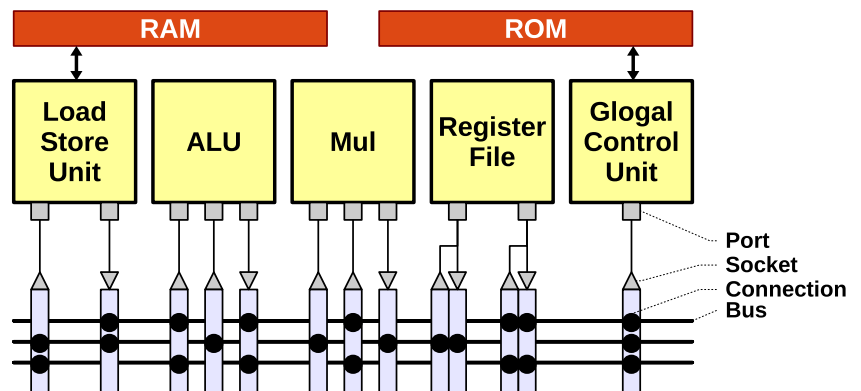 RAM
ROM
Load
Store
Unit
ALU
Mul
Register
File
Glogal
Control
Unit
Port
Socket
Connection
Bus